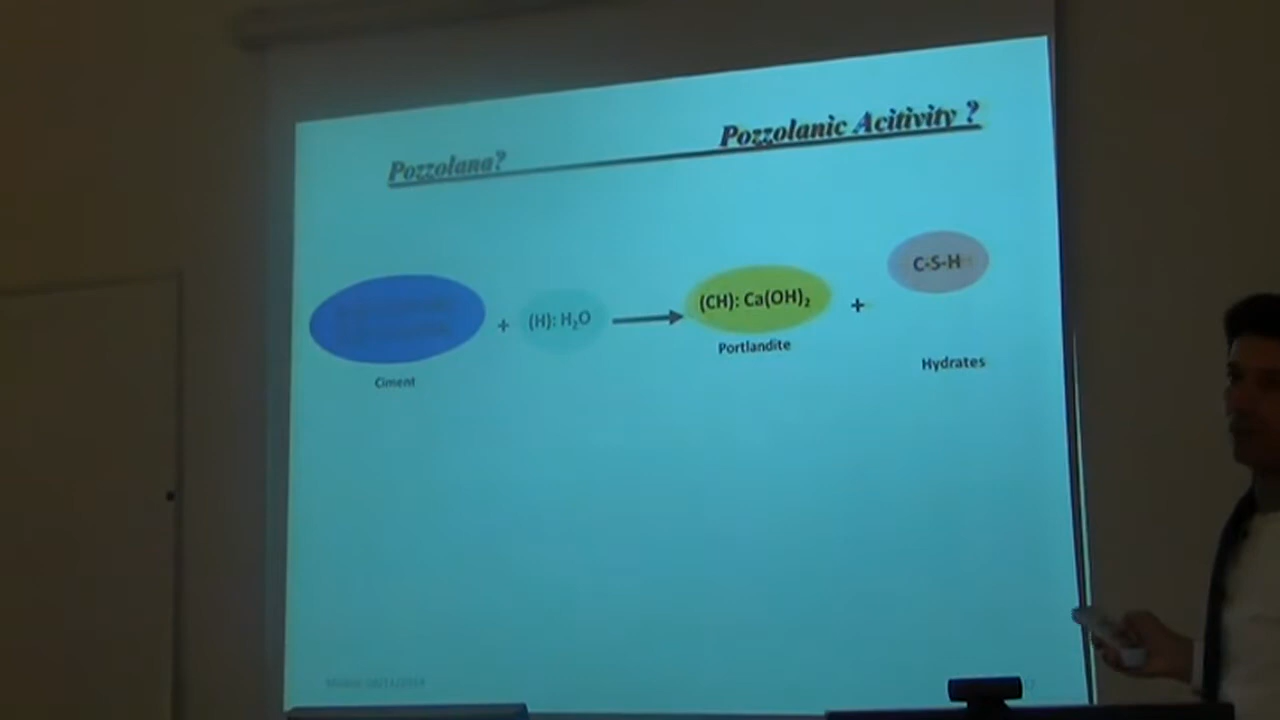 Pozzolanic Acitivity ?
Pozzolana?
C-S-H
+ (H): H₂O (CH): Ca(OH)₂ +
Portlandite
Hydrates
Ciment